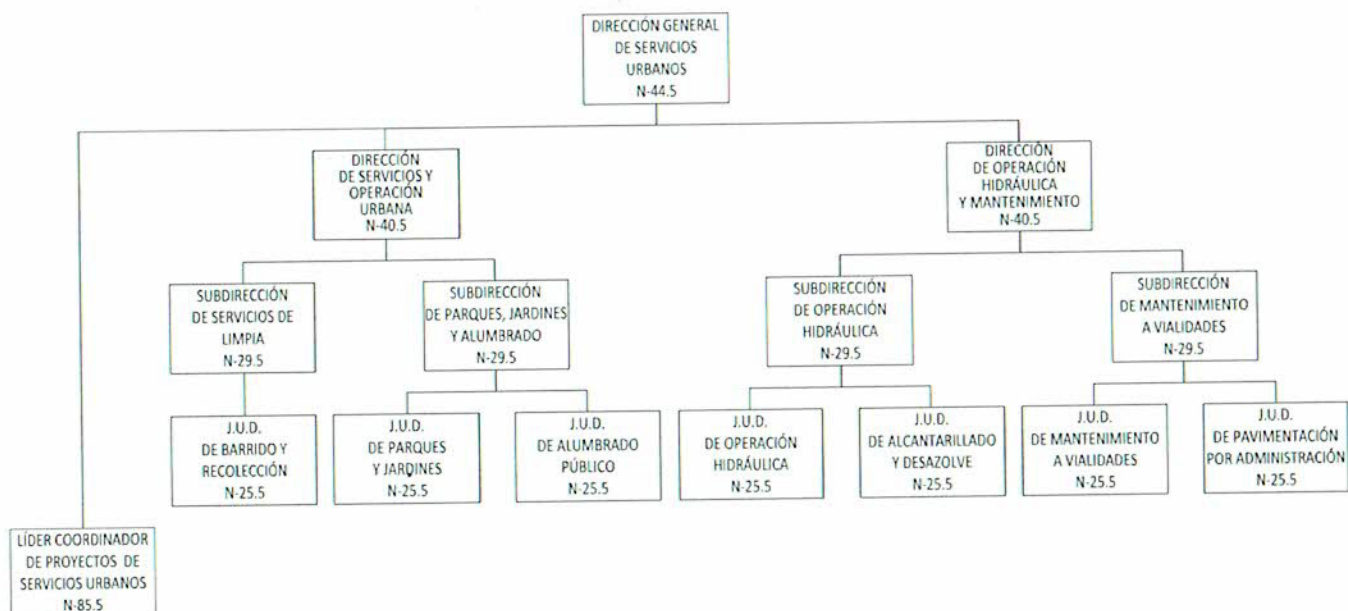 DIRECCIÓN GENERAL
DE SERVICIOS
URBANOS
N-44.5
DIRECCIÓN
DE SERVICIOS Y
OPERACIÓN
URBANA
N-40.5
DIRECCIÓN
DE OPERACIÓN
HIDRÁULICA
Y MANTENIMIENTO
N-40.5
SUBDIRECCIÓN
DE SERVICIOS DE
LIMPIA
N-29.5
SUBDIRECCIÓN
DE PARQUES, JARDINES
Y ALUMBRADO
N-29.5
SUBDIRECCIÓN
DE OPERACIÓN
HIDRÁULICA
N-29.5
SUBDIRECCIÓN
DE MANTENIMIENTO
A VIALIDADES
N-29.5
J.U.D.
DE BARRIDO Y
RECOLECCIÓN
N-25.5
J.U.D.
DE PARQUES
Y JARDINES
N-25.5
J.U.D.
DE ALUMBRADO
PÚBLICO
N-25.5
J.U.D.
DE OPERACIÓN
HIDRÁULICA
N-25.5
J.U.D.
DE ALCANTARILLADO
Y DESAZOLVE
N-25.5
J.U.D.
DE MANTENIMIENTO
A VIALIDADES
N-25.5
J.U.D.
DE PAVIMENTACIÓN
POR ADMINISTRACIÓN
N-25.5
LÍDER COORDINADOR
DE PROYECTOS DE
SERVICIOS URBANOS
N-85.5